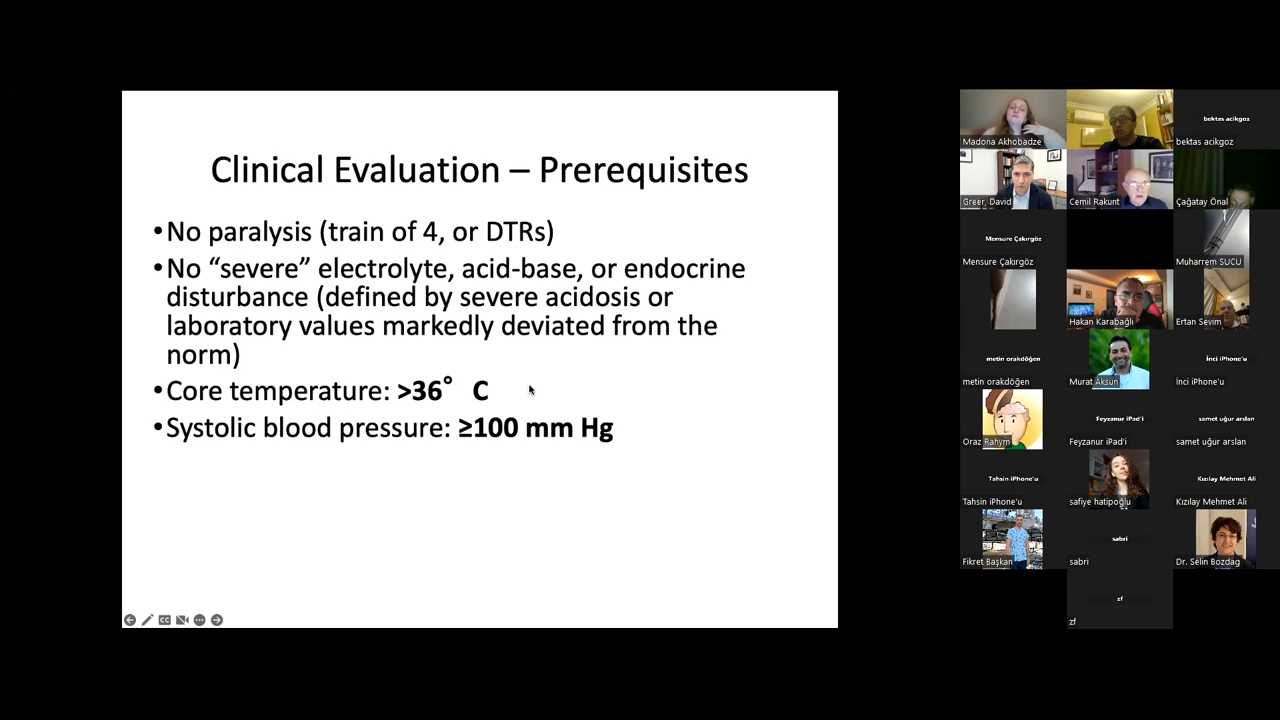 Clinical Evaluation – Prerequisites
•No paralysis (train of 4, or DTRs)
•No “severe” electrolyte, acid-base, or endocrine
disturbance (defined by severe acidosis or
laboratory values markedly deviated from the
norm)
•Core temperature: >36° C
•Systolic blood pressure: ≥100 mm Hg
CC
Madona Akhobadze
bektas acikgoz
bektas acikgoz
Greer, David
Cemil Rakunt
Çağatay Önal
Mensure Çakırgöz
Mensure Çakırgöz
Muharrem SUCU
Hakan Karabağlı
Ertan Sevim
metin orakdöğen
metin orakdöğen
Murat Aksun
İnci iPhone'u
İnci iPhone'u
Oraz Rahym
Feyzanur iPad'i
Feyzanur iPad'i
samet uğur arslan
samet uğur arslan
Tahsin iPhone'u
Tahsin iPhone'u
safiye hatipoğlu
Kızılay Mehmet Ali
Kızılay Mehmet Ali
Fikret Başkan
sabri
sabri
Dr. Selin Bozdag
zf
zf